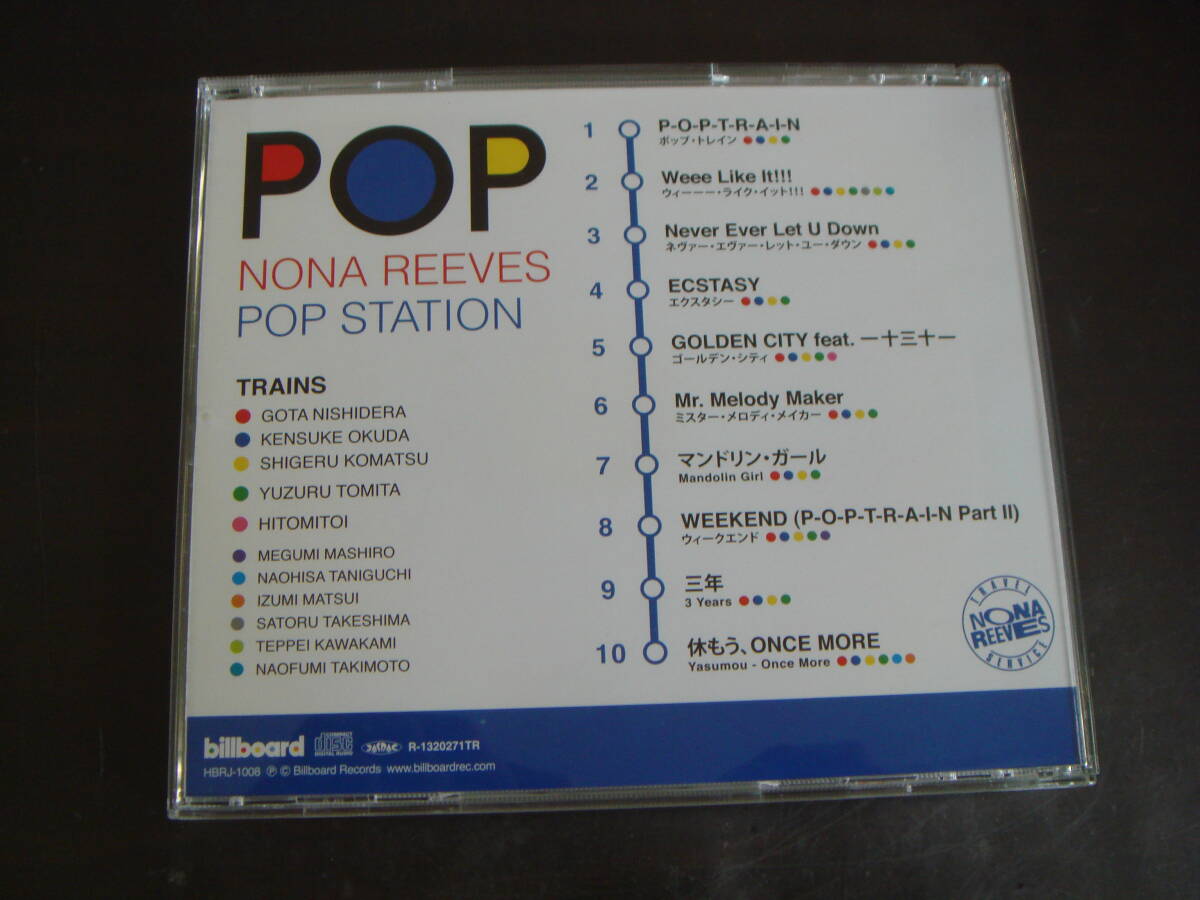 POP
NONA REEVES
POP STATION
TRAINS
GOTA NISHIDERA
KENSUKE OKUDA
SHIGERU KOMATSU
YUZURU TOMITA
HITOMITOI
MEGUMI MASHIRO
NAOHISA TANIGUCHI
IZUMI MATSUI
SATORU TAKESHIMA
TEPPEI KAWAKAMI
NAOFUMI TAKIMOTO
1 P-O-P-T-R-A-I-N
ポップ・トレイン
2 Weee Like It!!!
ウィーーー・ライク・イット!!!
3 Never Ever Let U Down
ネヴァー・エヴァー・レット・ユー・ダウン
4 ECSTASY
エクスタシー
5 GOLDEN CITY feat. 一十三十一
ゴールデン・シティ
6 Mr. Melody Maker
ミスター・メロディ・メイカー
7 マンドリン・ガール
Mandolin Girl
8 WEEKEND (P-O-P-T-R-A-I-N Part II)
ウィークエンド
9 三年
3 Years
10 休もう、ONCE MORE
Yasumou - Once More
TRAVEL
NONA
REEVES
SERVICE
billboard COMPACT disc DIGITAL AUDIO JASRAC R-1320271TR
HBRJ-1008 ℗ © Billboard Records www.billboardrec.com